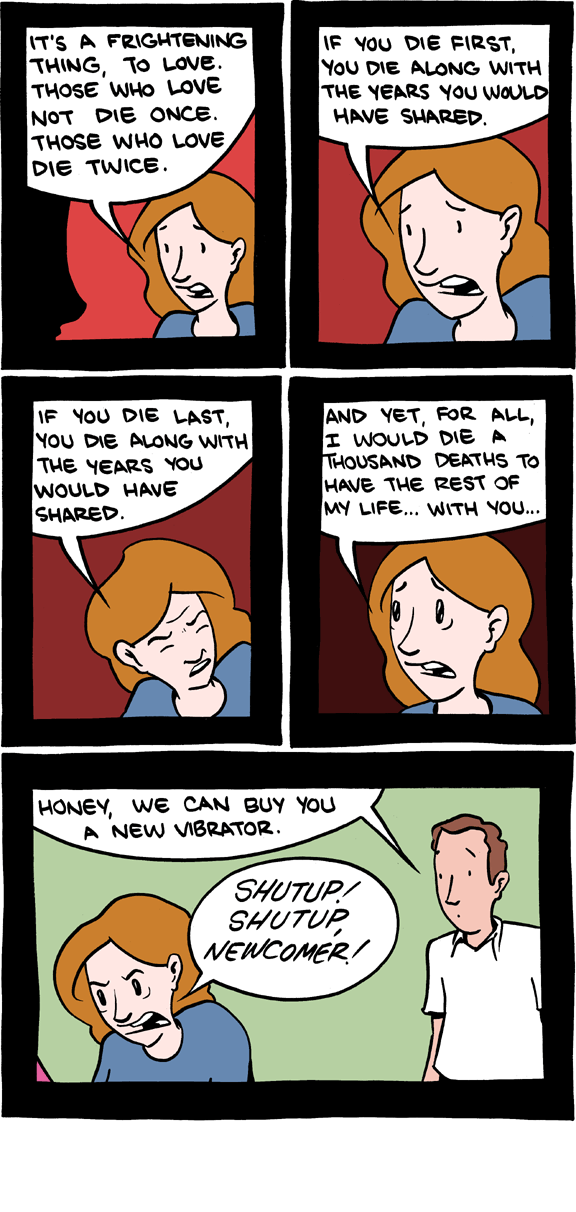 IT'S A FRIGHTENING
THING, TO LOVE.
THOSE WHO LOVE
NOT DIE ONCE.
THOSE WHO LOVE
DIE TWICE.
IF YOU DIE FIRST,
YOU DIE ALONG WITH
THE YEARS YOU WOULD
HAVE SHARED.
IF YOU DIE LAST,
YOU DIE ALONG WITH
THE YEARS YOU
WOULD HAVE
SHARED.
AND YET, FOR ALL,
I WOULD DIE A
THOUSAND DEATHS TO
HAVE THE REST OF
MY LIFE... WITH YOU...
HONEY, WE CAN BUY YOU
A NEW VIBRATOR.
SHUTUP!
SHUTUP,
NEWCOMER!